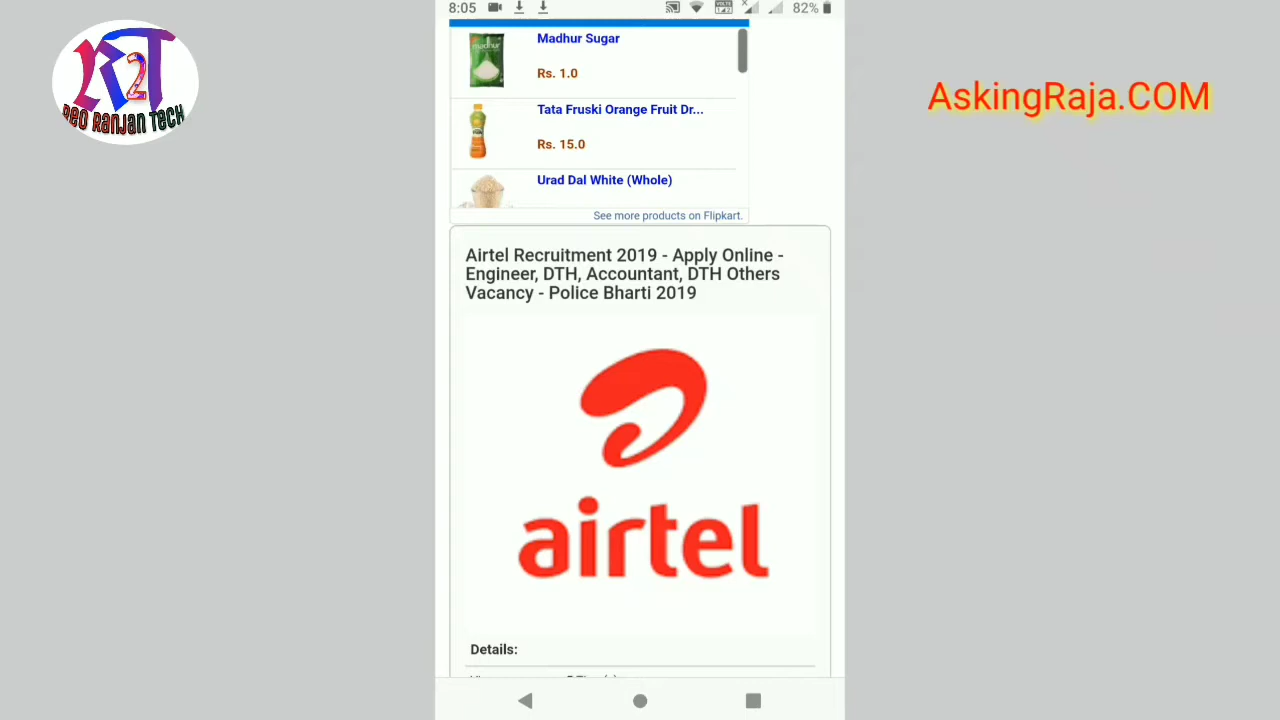 8:05
82%
R2T
REO RANJAN TECH
AskingRaja.COM
madhur
Madhur Sugar
Rs. 1.0
Tata Fruski Orange Fruit Dr...
Rs. 15.0
Urad Dal White (Whole)
See more products on Flipkart.
Airtel Recruitment 2019 - Apply Online -
Engineer, DTH, Accountant, DTH Others
Vacancy - Police Bharti 2019
airtel
Details: